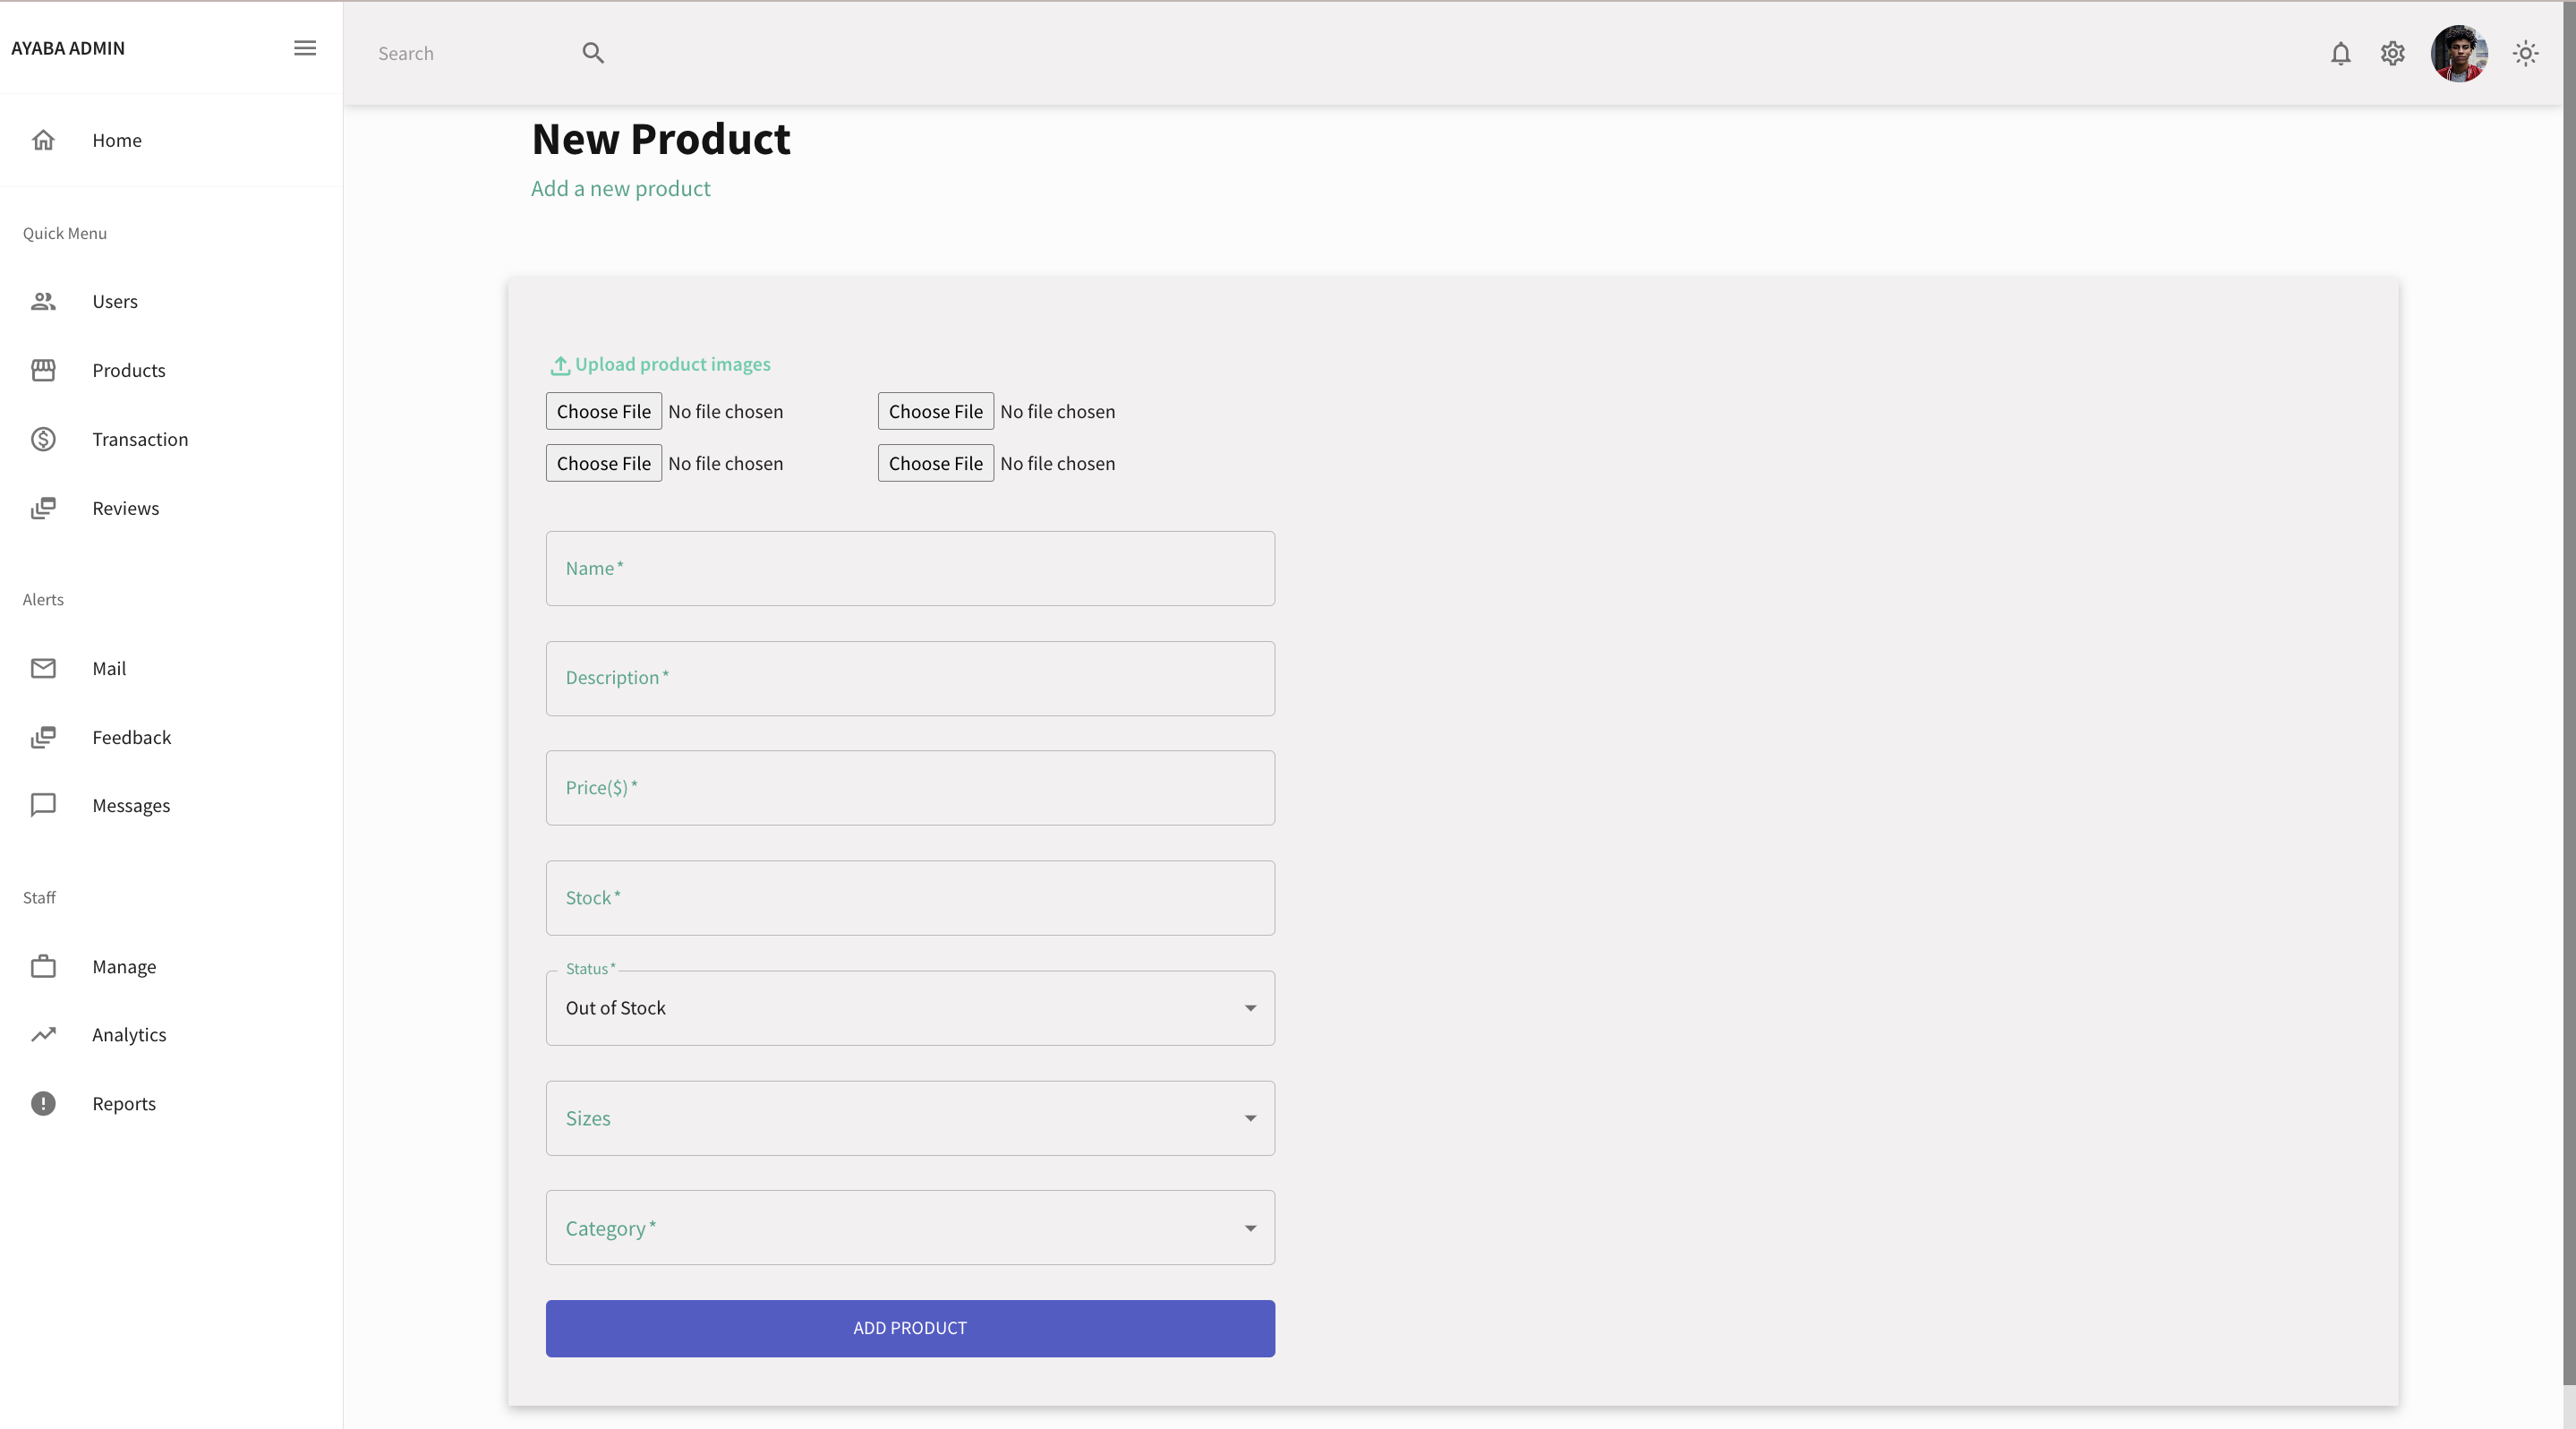 AYABA ADMIN
Search
Home
Quick Menu
Users
Products
Transaction
Reviews
Alerts
Mail
Feedback
Messages
Staff
Manage
Analytics
Reports
New Product
Add a new product
Upload product images
Choose File No file chosen Choose File No file chosen
Choose File No file chosen Choose File No file chosen
Name *
Description *
Price($) *
Stock *
Status *
Out of Stock
Sizes
Category *
ADD PRODUCT